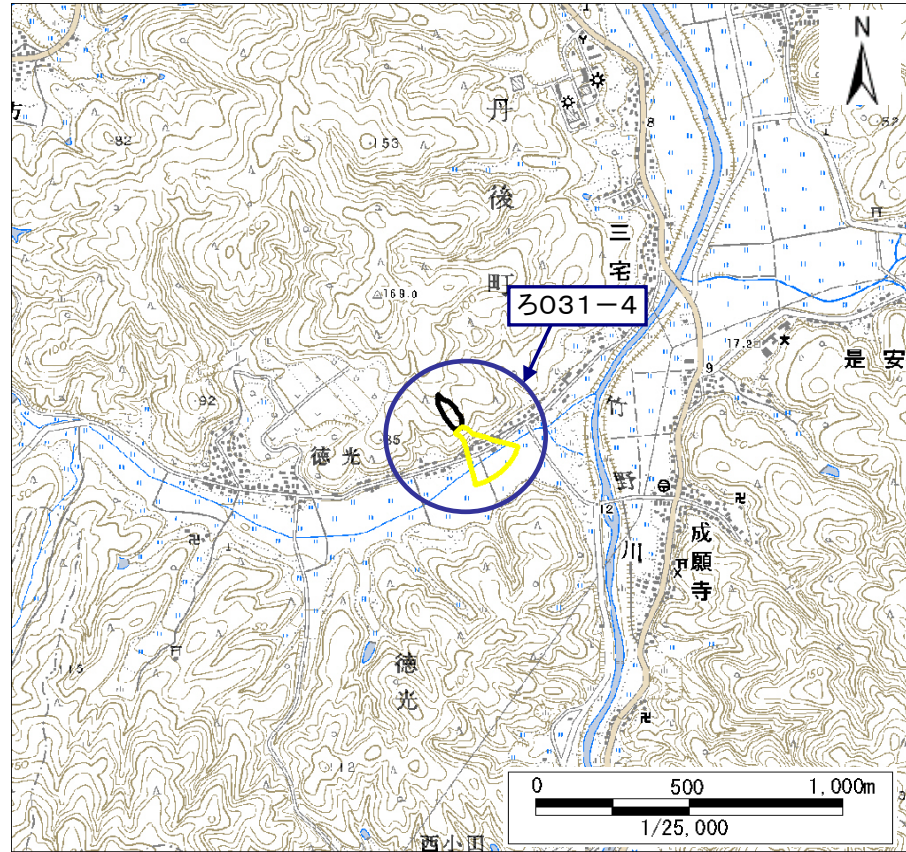 N
丹後町
8
92
153
三宅
169.0
ろ031-4
17.2
是安
9
92
85
徳光
竹野川
12
成願寺
徳光
西小田
0 500 1,000m
1/25,000